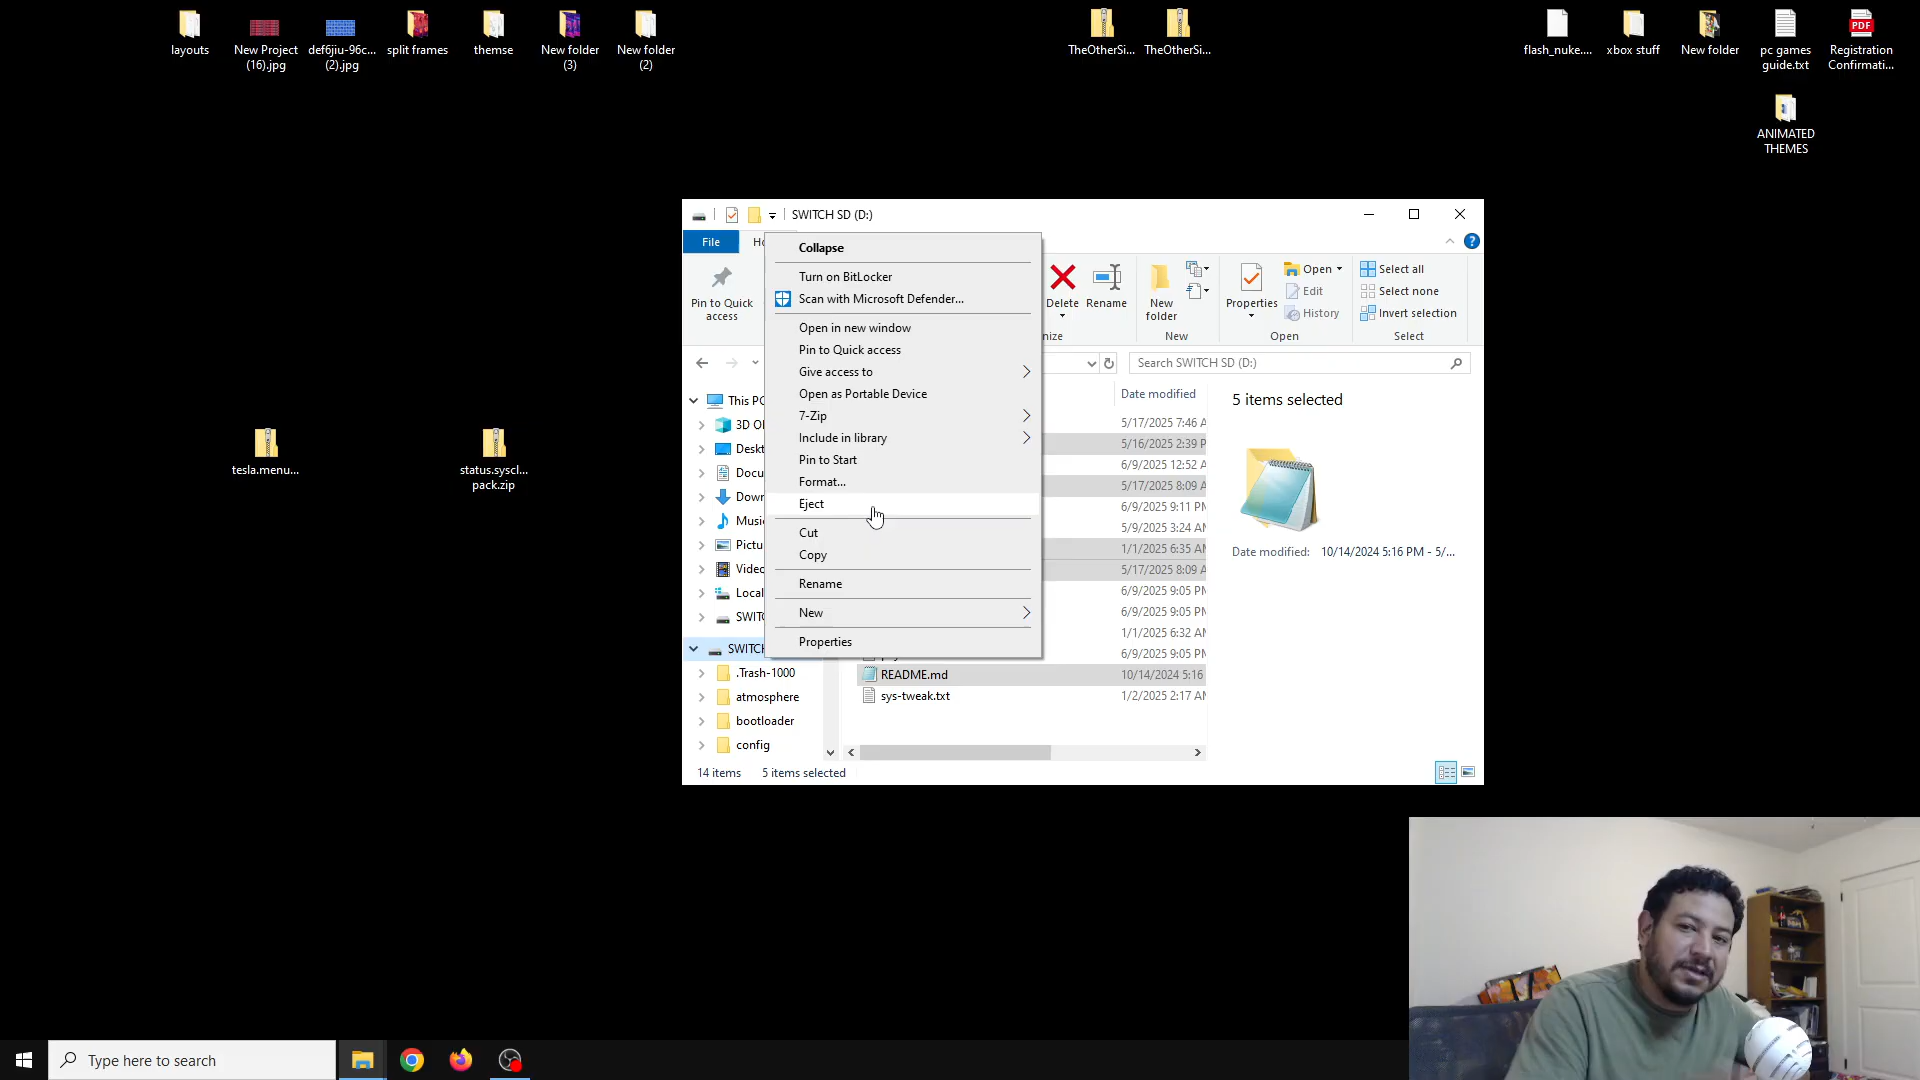 layouts
New Project
(16).jpg
def6jiu-96c...
(2).jpg
split frames
themse
New folder
(3)
New folder
(2)
TheOtherSi...
TheOtherSi...
flash_nuke....
xbox stuff
New folder
pc games
guide.txt
PDF
Registration
Confirmati...
ANIMATED
THEMES
tesla.menu...
status.syscl...
pack.zip
SWITCH SD (D:)
File
Pin to Quick
access
Delete
Rename
New
folder
New
Properties
Open
Edit
History
Open
Select all
Select none
Invert selection
Select
Search SWITCH SD (D:)
Collapse
Turn on BitLocker
Scan with Microsoft Defender...
Open in new window
Pin to Quick access
Give access to
Open as Portable Device
7-Zip
Include in library
Pin to Start
Format...
Eject
Cut
Copy
Rename
New
Properties
This PC
3D O
Deskt
Docu
Down
Music
Pictu
Video
Local
SWITC
SWITCH
.Trash-1000
atmosphere
bootloader
config
Date modified
5/17/2025 7:46 A
5/16/2025 2:39 P
6/9/2025 12:52 A
5/17/2025 8:09 A
6/9/2025 9:11 PM
5/9/2025 3:24 AM
1/1/2025 6:35 AM
5/17/2025 8:09 A
6/9/2025 9:05 PM
6/9/2025 9:05 PM
1/1/2025 6:32 AM
6/9/2025 9:05 PM
README.md
10/14/2024 5:16
sys-tweak.txt
1/2/2025 2:17 AM
5 items selected
Date modified: 10/14/2024 5:16 PM - 5/...
14 items
5 items selected
Type here to search